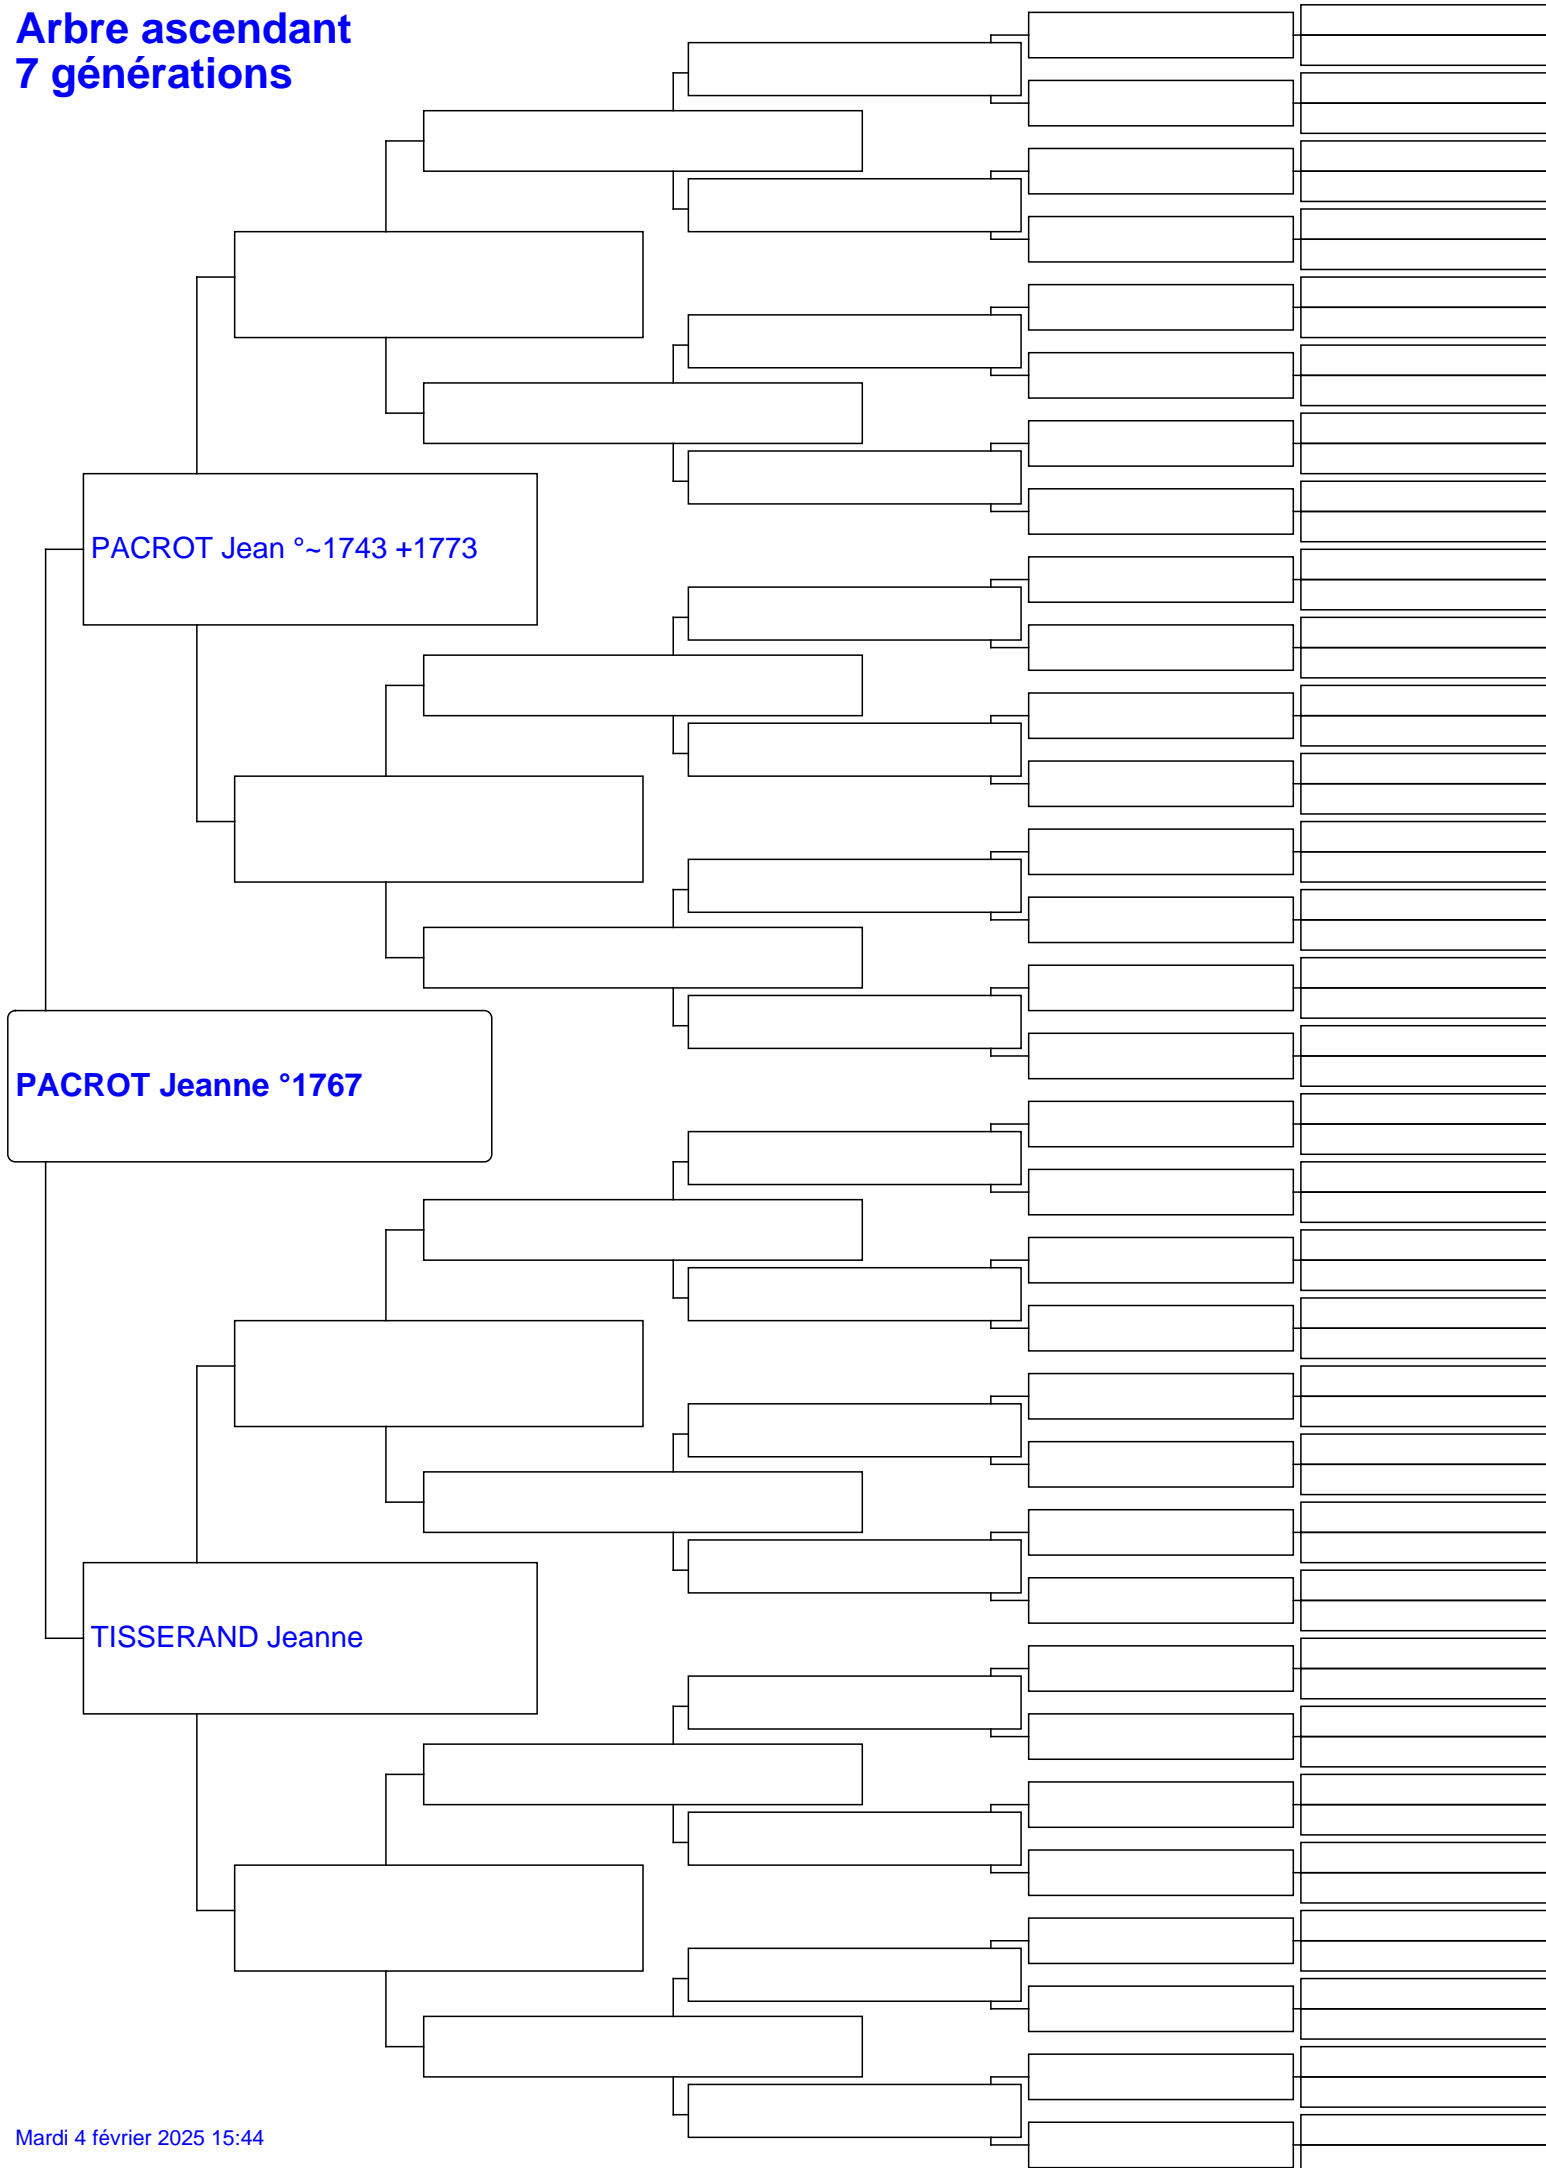 Arbre ascendant
7 générations
PACROT Jean °~1743 +1773
PACROT Jeanne °1767
TISSERAND Jeanne
Mardi 4 février 2025 15:44